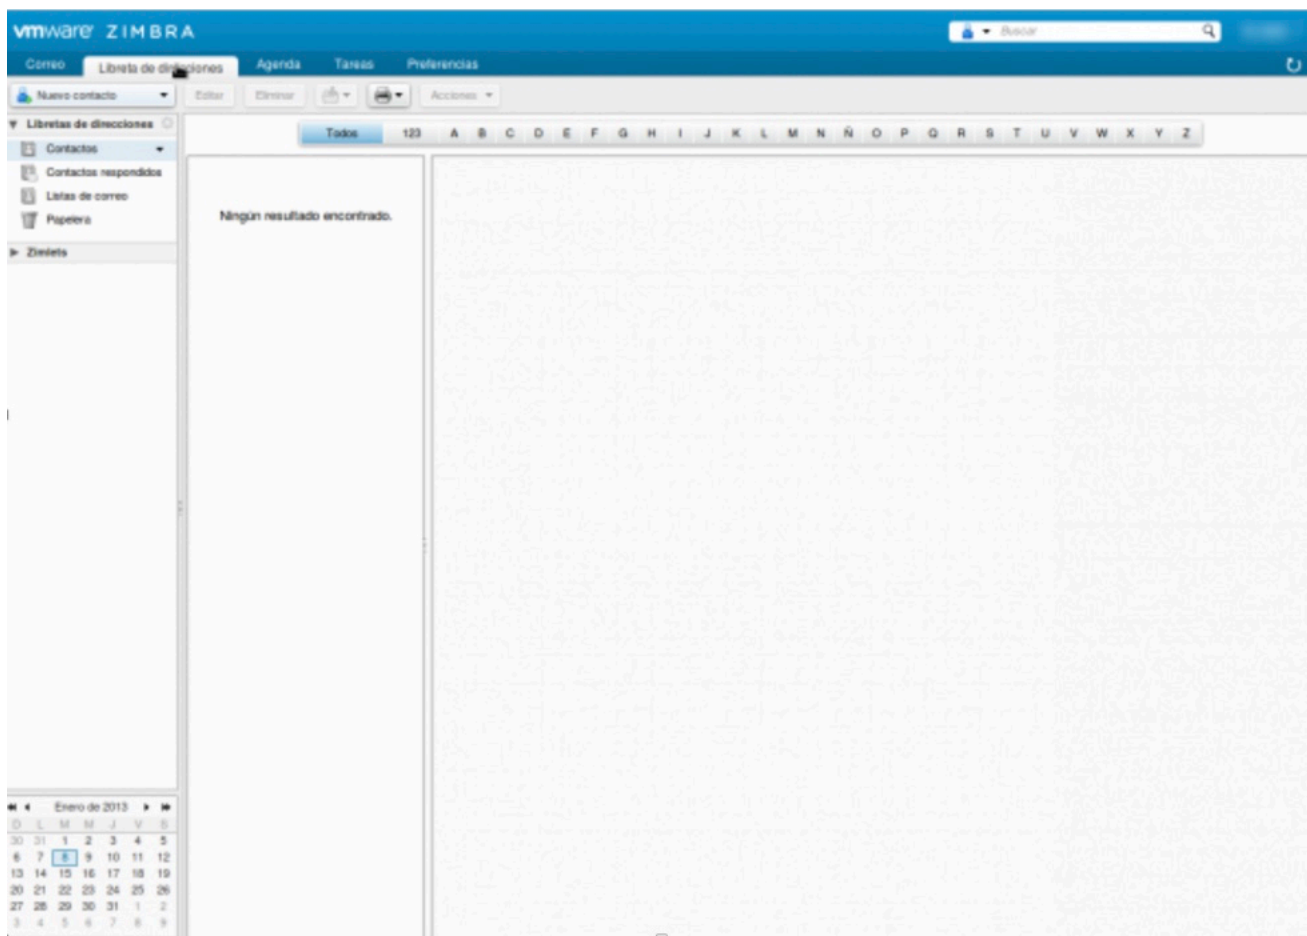 vmware ZIMBRA
Buscar
Correo Libreta de direcciones Agenda Tareas Preferencias
Nuevo contacto Editar Eliminar Acciones
Libretas de direcciones
Todos 123 A B C D E F G H I J K L M N Ñ O P Q R S T U V W X Y Z
Contactos
Contactos respondidos
Listas de correo
Papelera
Ningún resultado encontrado.
Zimlets
Enero de 2013
D L M M J V S
30 31 1 2 3 4 5
6 7 8 9 10 11 12
13 14 15 16 17 18 19
20 21 22 23 24 25 26
27 28 29 30 31 1 2
3 4 5 6 7 8 9